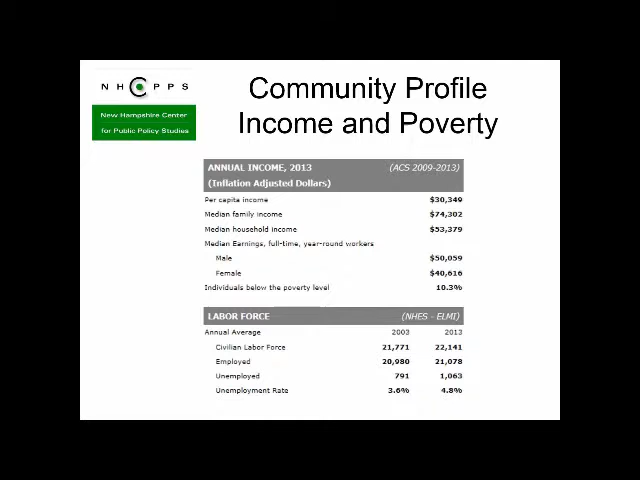 NHCPPS
New Hampshire Center
for Public Policy Studies
Community Profile
Income and Poverty
ANNUAL INCOME, 2013 (ACS 2009-2013)
(Inflation Adjusted Dollars)
Per capita income $30,349
Median family income $74,302
Median household income $53,379
Median Earnings, full-time, year-round workers
Male $50,059
Female $40,616
Individuals below the poverty level 10.3%
LABOR FORCE (NHES - ELMI)
Annual Average 2003 2013
Civilian Labor Force 21,771 22,141
Employed 20,980 21,078
Unemployed 791 1,063
Unemployment Rate 3.6% 4.8%